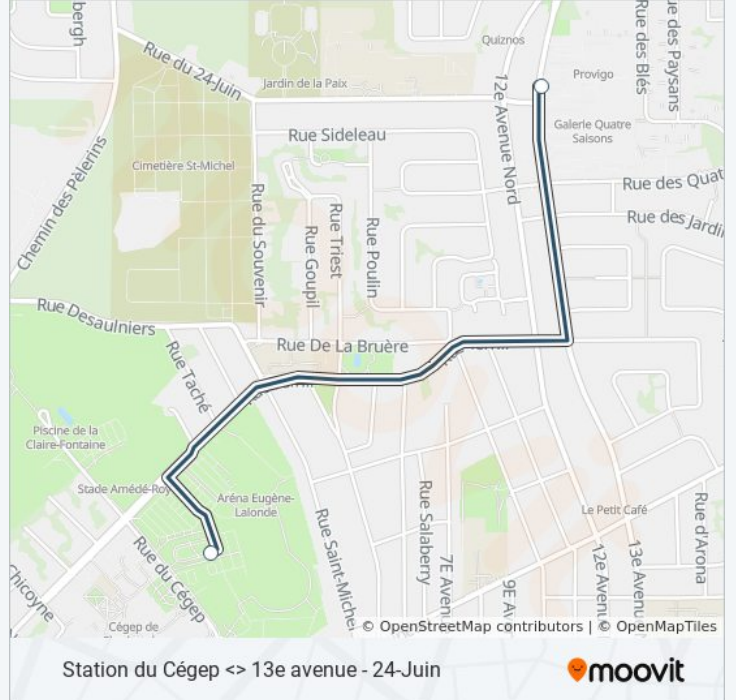 bergh
Rue du 24-Juin
Quiznos
Jardin de la Paix
Provigo
Rue des Blés
ue des Paysans
12e Avenue Nord
Galerie Quatre
Saisons
Rue Sideleau
Cimetière St-Michel
Chemin des Pèlerins
Rue du Souvenir
Rue Goupil
Rue Triest
Rue Poulin
Rue des Quat
Rue des Jardi
Rue Desaulniers
Rue De La Bruère
Rue Taché
Piscine de la
Claire-Fontaine
Stade Amédé-Roy
Aréna Eugène-
Lalonde
Rue Saint-Michel
Rue Salaberry
7E Aven
9E Av
Le Petit Café
12e Avenu
13e Avenu
Rue d'Arona
Rue du Cégep
Chicoyne
Cégep de
© OpenStreetMap contributors | © OpenMapTiles
Station du Cégep <> 13e avenue - 24-Juin
moovit